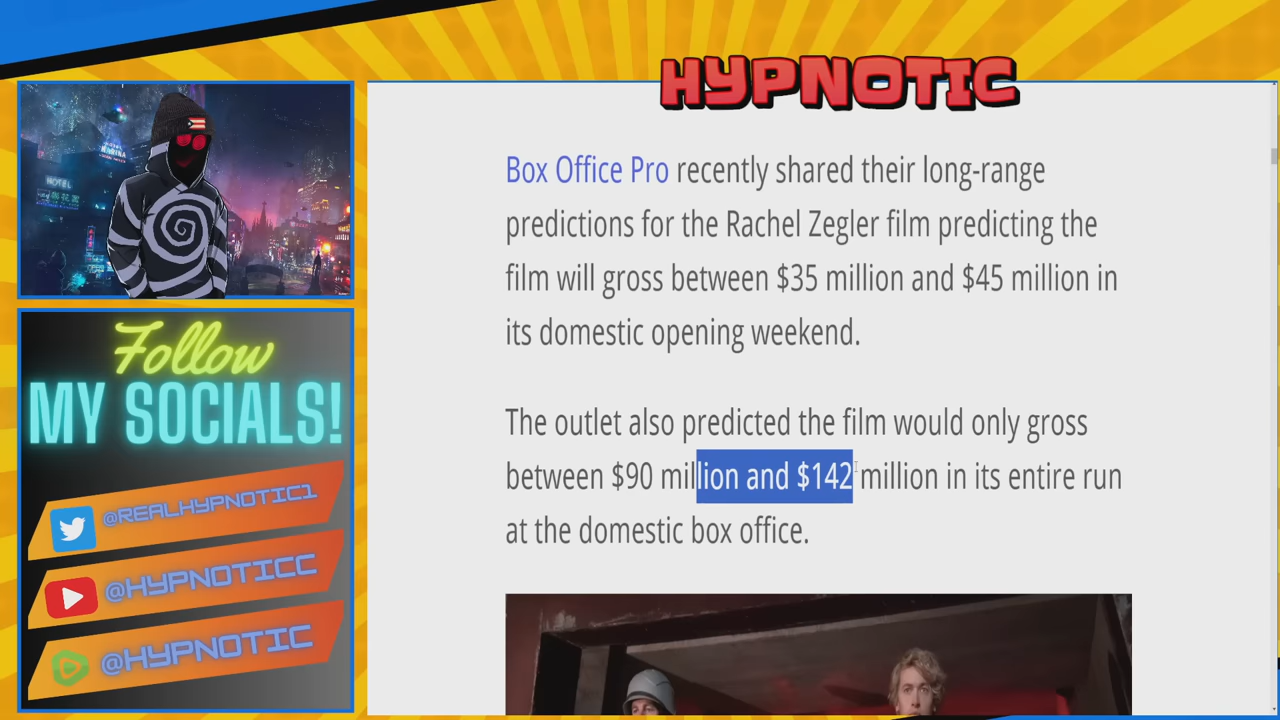 HYPNOTIC
Box Office Pro recently shared their long-range
predictions for the Rachel Zegler film predicting the
film will gross between $35 million and $45 million in
its domestic opening weekend.
The outlet also predicted the film would only gross
between $90 million and $142 million in its entire run
at the domestic box office.
Follow
MY SOCIALS!
@REALHYPNOTIC1
@HYPNOTICC
@HYPNOTIC
HOTEL